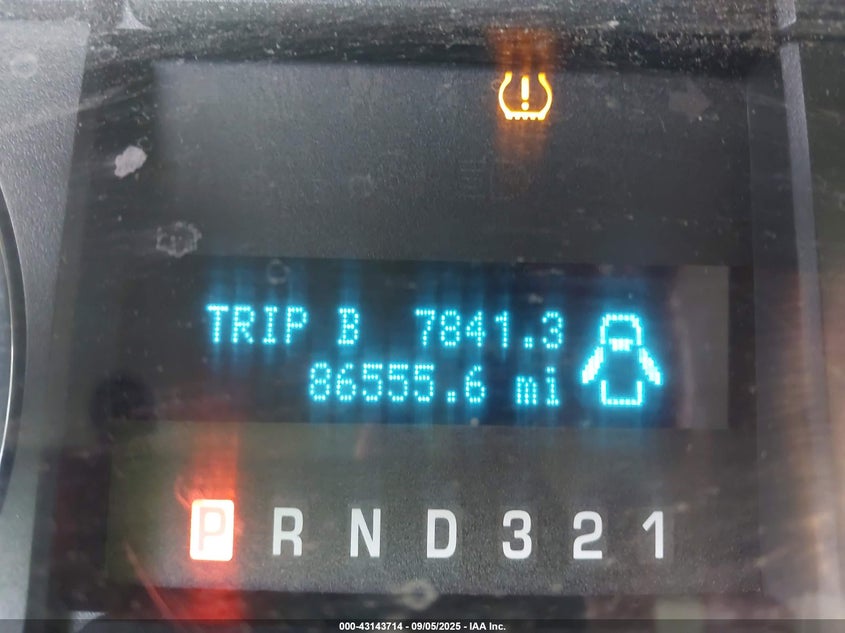 TRIP B 7841.3
86555.6 mi
P R N D 3 2 1
000-43143714 - 09/05/2025 - IAA Inc.